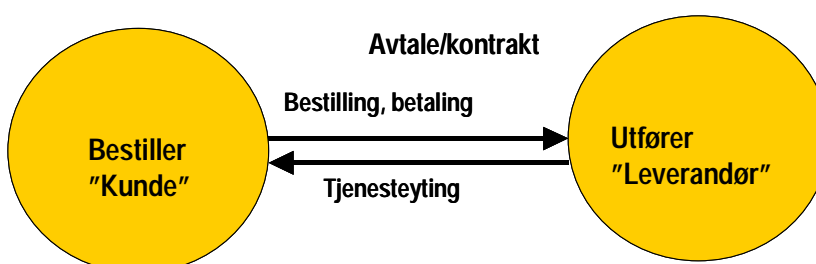 Avtale/kontrakt
Bestilling, betaling
Bestiller
"Kunde"
Utfører
"Leverandør"
Tjenesteyting